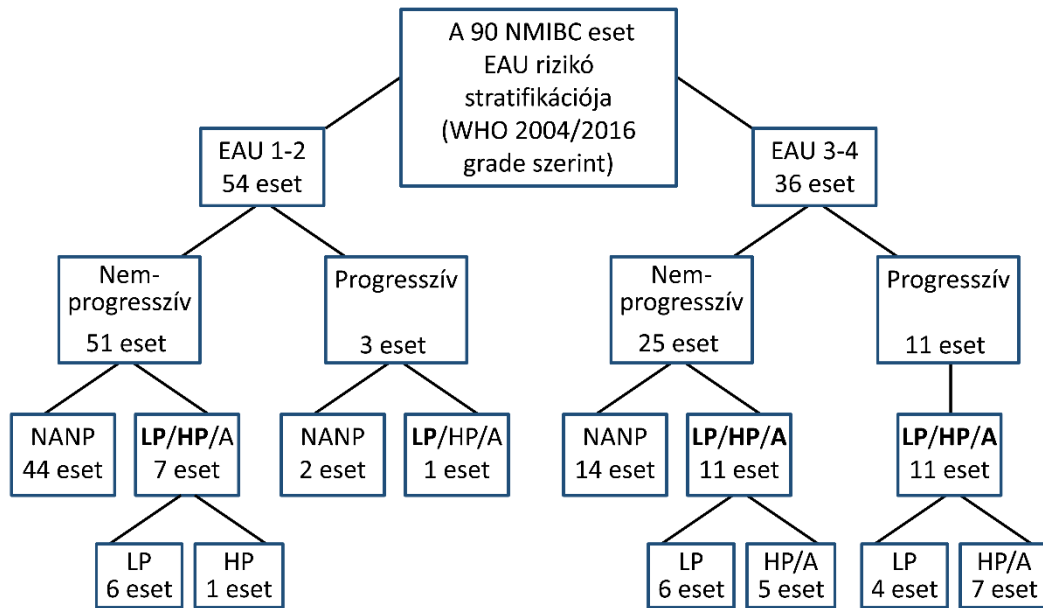 A 90 NMIBC eset
EAU rizikó
stratifikációja
(WHO 2004/2016
grade szerint)
EAU 1-2
54 eset
EAU 3-4
36 eset
Nem-
progresszív
51 eset
Progresszív
3 eset
Nem-
progresszív
25 eset
Progresszív
11 eset
NANP
44 eset
LP/HP/A
7 eset
NANP
2 eset
LP/HP/A
1 eset
NANP
14 eset
LP/HP/A
11 eset
LP/HP/A
11 eset
LP
6 eset
HP
1 eset
LP
6 eset
HP/A
5 eset
LP
4 eset
HP/A
7 eset